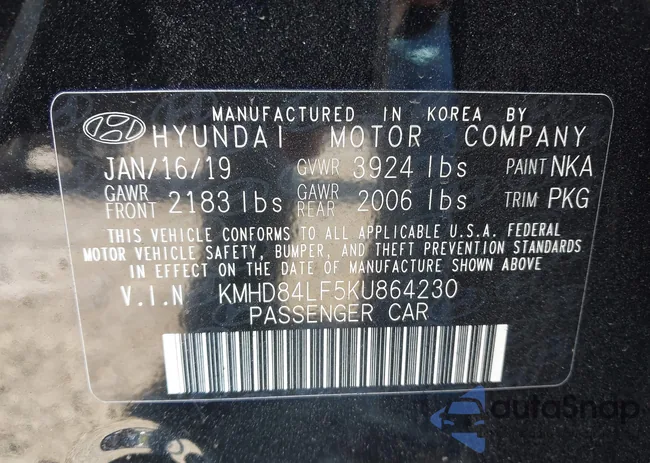 MANUFACTURED IN KOREA BY
HYUNDAI MOTOR COMPANY
JAN/16/19 GVWR 3924 lbs PAINT NKA
GAWR FRONT 2183 lbs GAWR REAR 2006 lbs TRIM PKG
THIS VEHICLE CONFORMS TO ALL APPLICABLE U.S.A. FEDERAL
MOTOR VEHICLE SAFETY, BUMPER, AND THEFT PREVENTION STANDARDS
IN EFFECT ON THE DATE OF MANUFACTURE SHOWN ABOVE
V.I.N KMHD84LF5KU864230
PASSENGER CAR
autoSnap